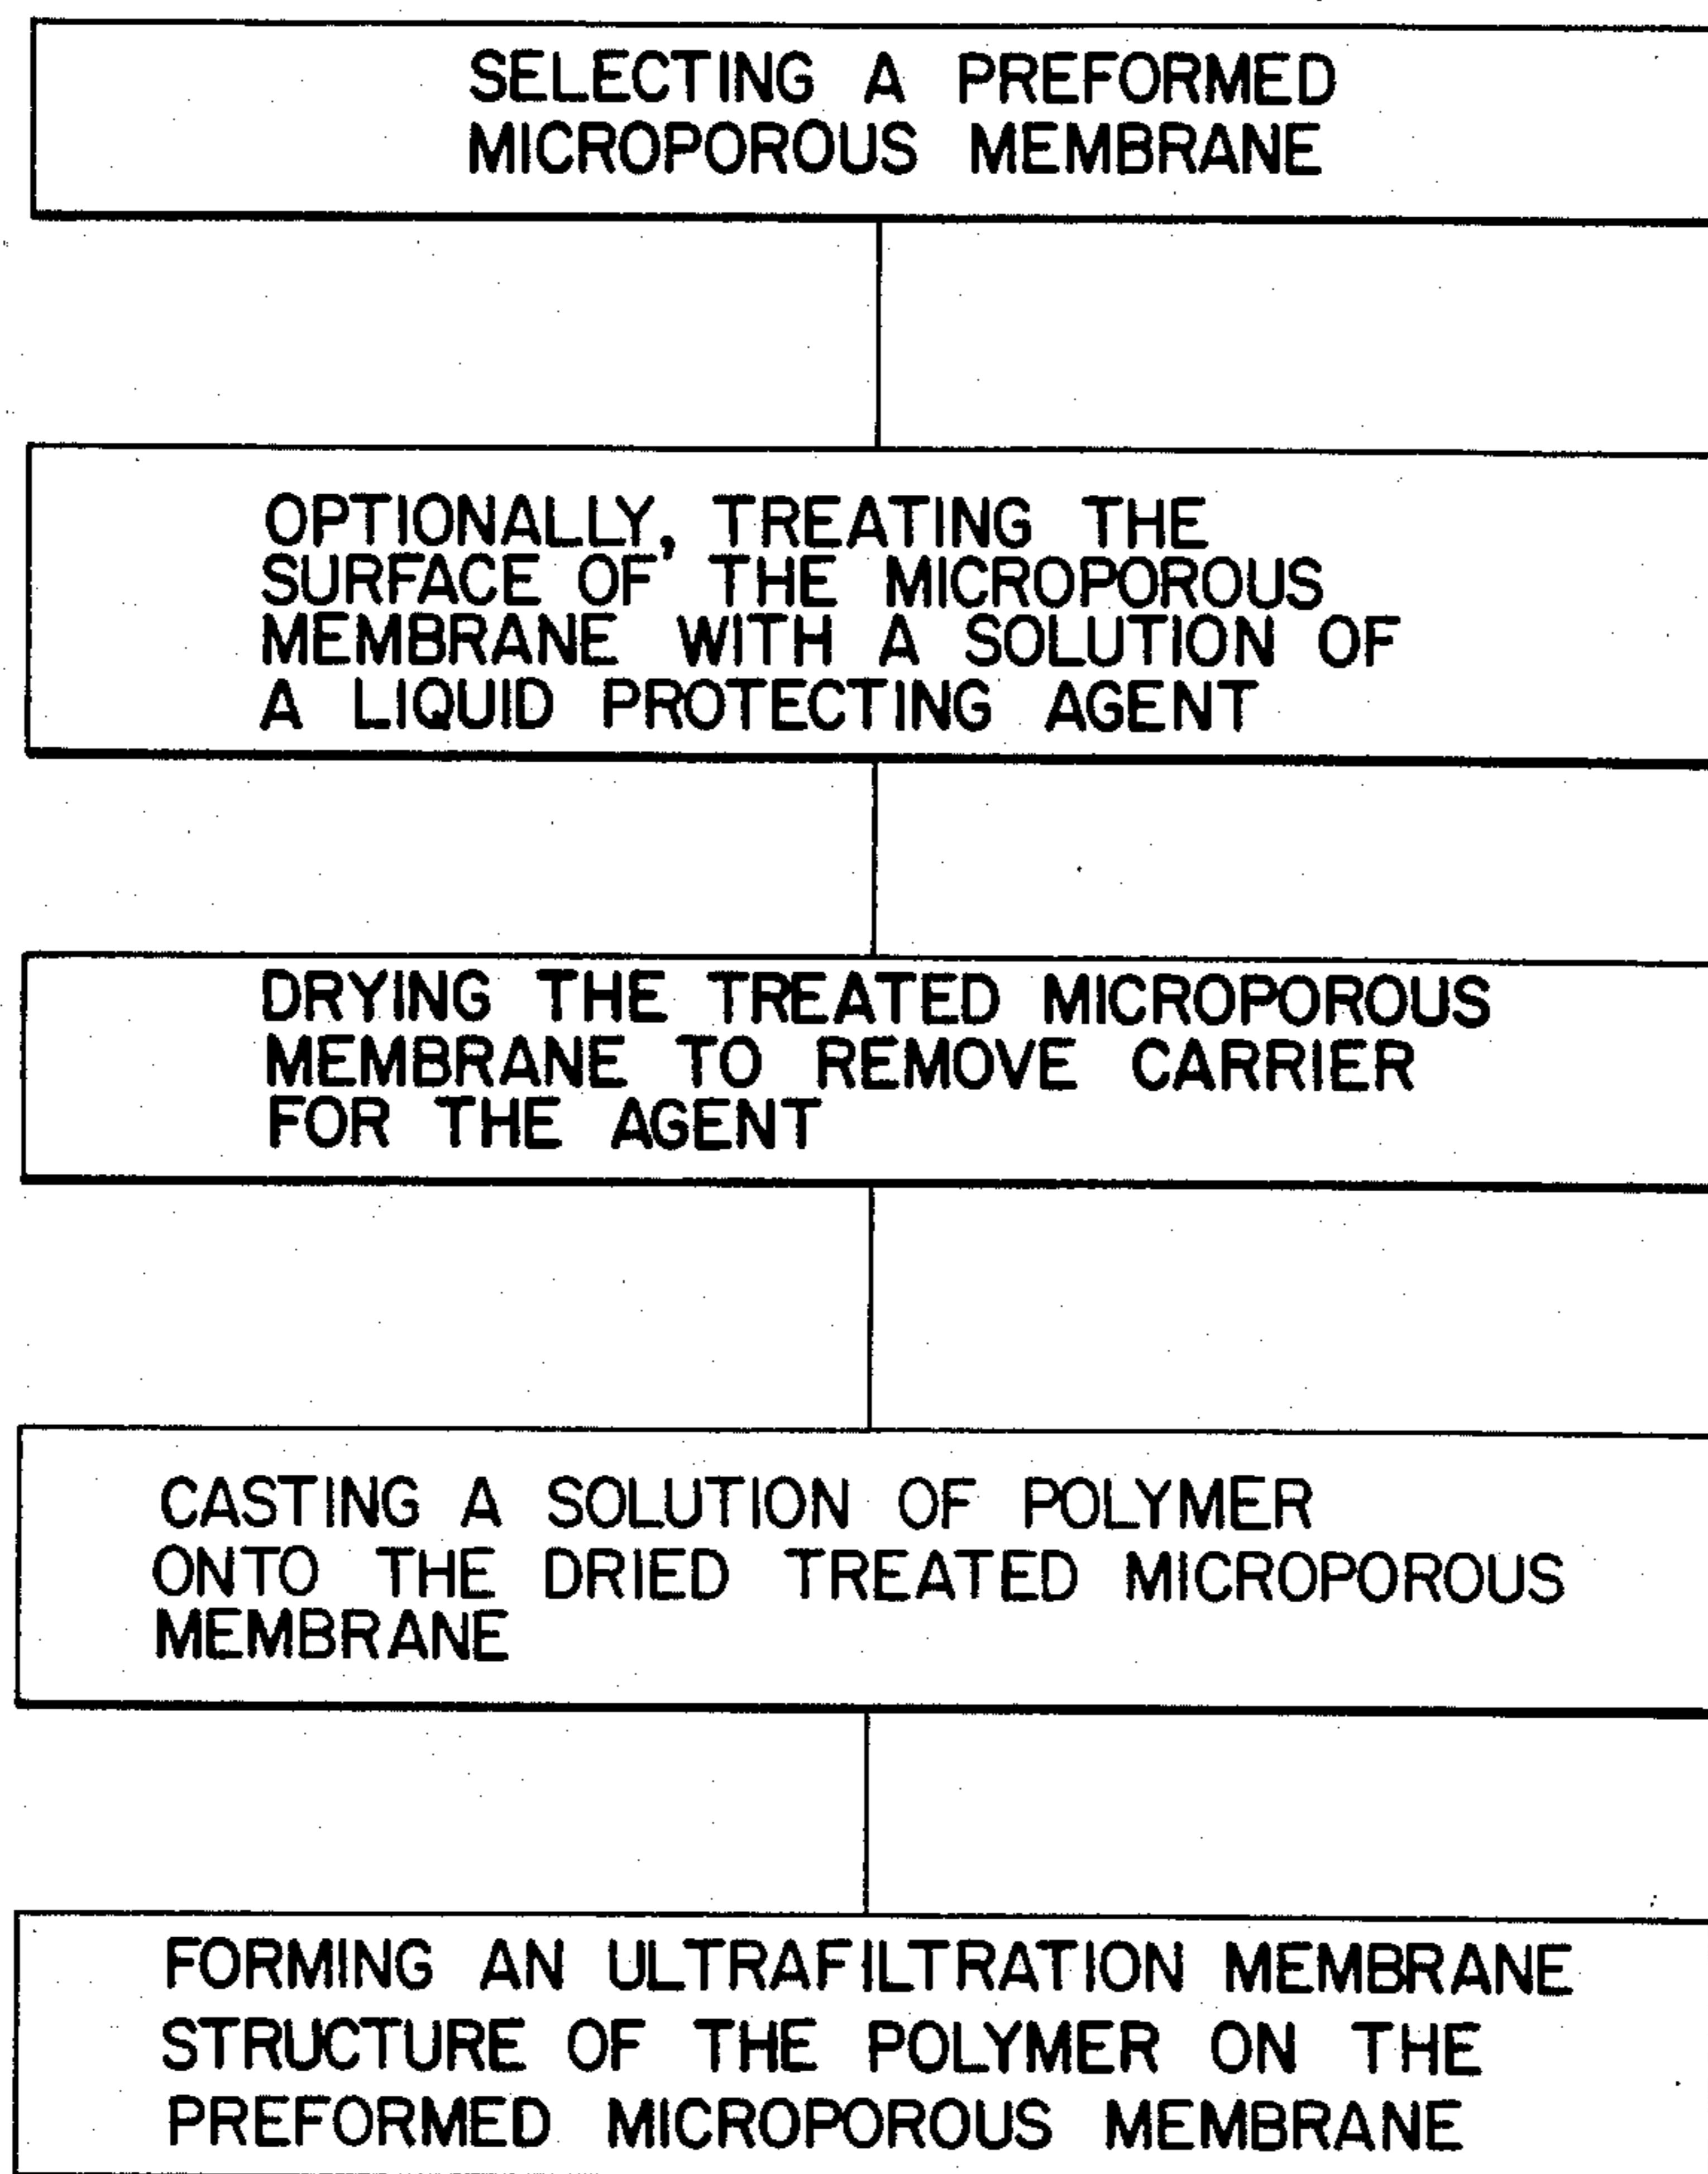 SELECTING A PREFORMED
MICROPOROUS MEMBRANE
OPTIONALLY, TREATING THE
SURFACE OF THE MICROPOROUS
MEMBRANE WITH A SOLUTION OF
A LIQUID PROTECTING AGENT
DRYING THE TREATED MICROPOROUS
MEMBRANE TO REMOVE CARRIER
FOR THE AGENT
CASTING A SOLUTION OF POLYMER
ONTO THE DRIED TREATED MICROPOROUS
MEMBRANE
FORMING AN ULTRAFILTRATION MEMBRANE
STRUCTURE OF THE POLYMER ON THE
PREFORMED MICROPOROUS MEMBRANE